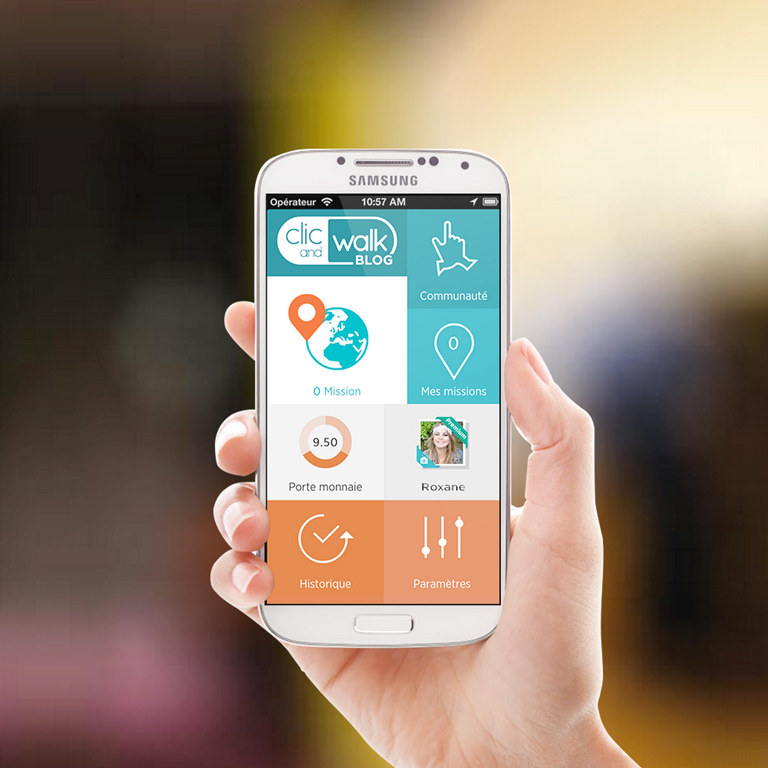 SAMSUNG
Opérateur 10:57 AM
clic
and
walk
BLOG
Communauté
0 Mission
0
Mes missions
9.50
Porte monnaie
Premium
Roxane
Historique
Paramètres